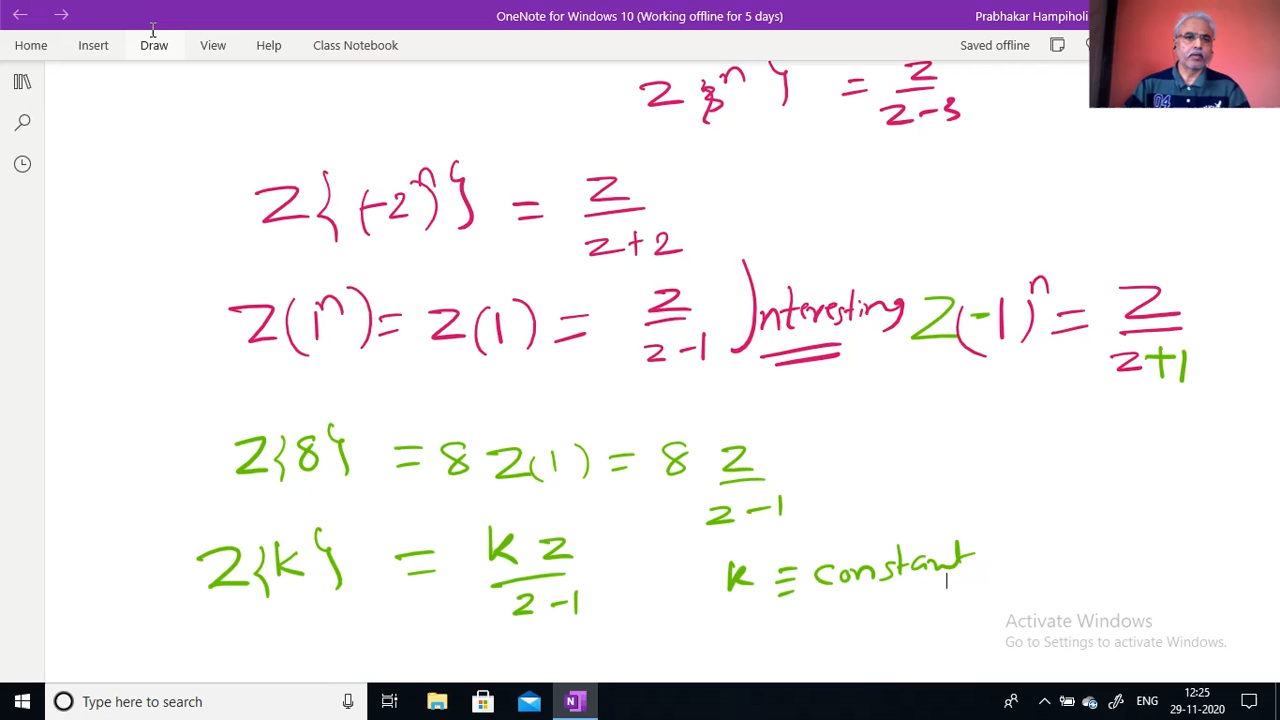 OneNote for Windows 10 (Working offline for 5 days)
Prabhakar Hampiholi
Home Insert Draw View Help Class Notebook
Saved offline
04
z {3^n} = z/(z-3)
z{(-2)^n} = z/(z+2)
z(1^n) = z(1) = z/(z-1) ) Interesting z(-1)^n = z/(z+1)
z{8} = 8 z(1) = 8 z/(z-1)
z{k} = k z/(z-1) k ≡ constant
Activate Windows
Go to Settings to activate Windows.
Type here to search
ENG
12:25
29-11-2020